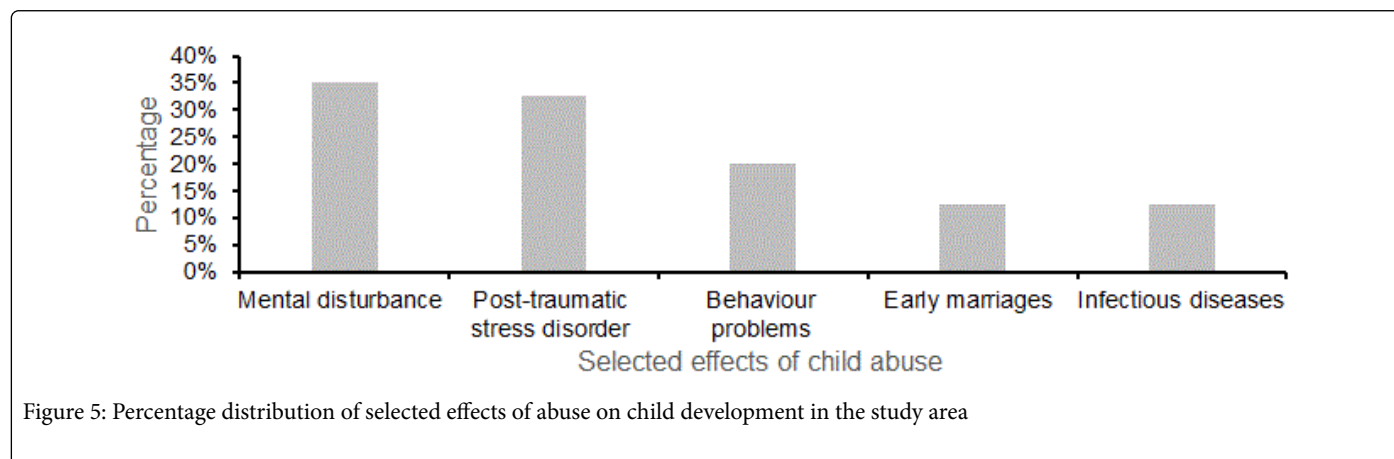 40%
35%
30%
25%
20%
15%
10%
5%
0%
Percentage
Mental disturbance
Post-traumatic
stress disorder
Behaviour
problems
Early marriages
Infectious diseases
Selected effects of child abuse
Figure 5: Percentage distribution of selected effects of abuse on child development in the study area